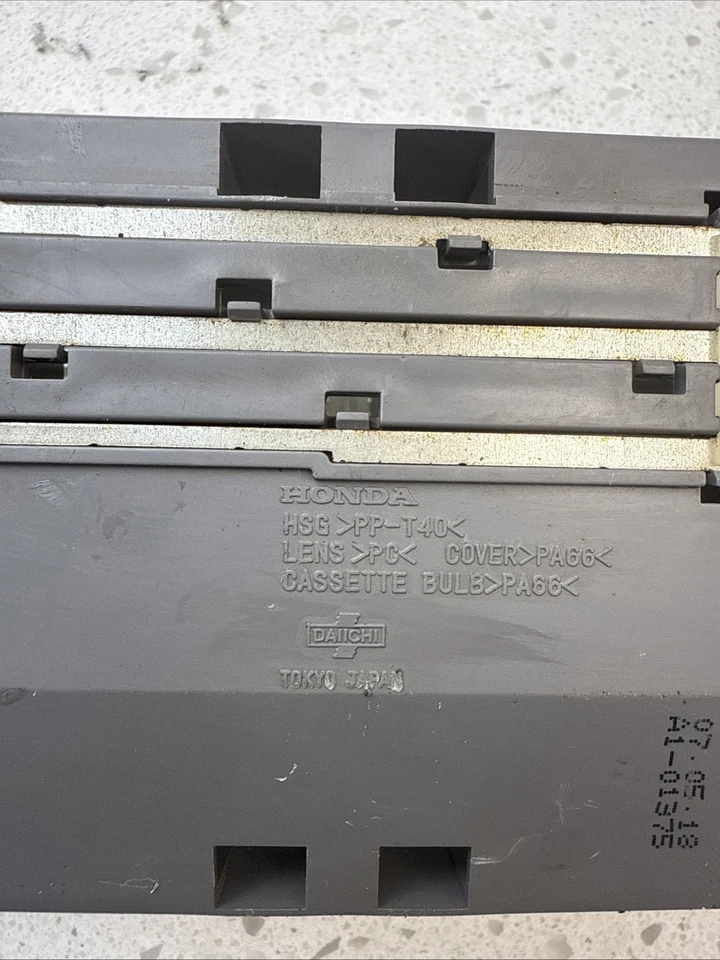 HONDA
HSG >PP-T40<
LENS >PC< COVER>PA66<
CASSETTE BULB>PA66<
DAIICHI
TOKYO JAPAN
07.05.18
A1-01375